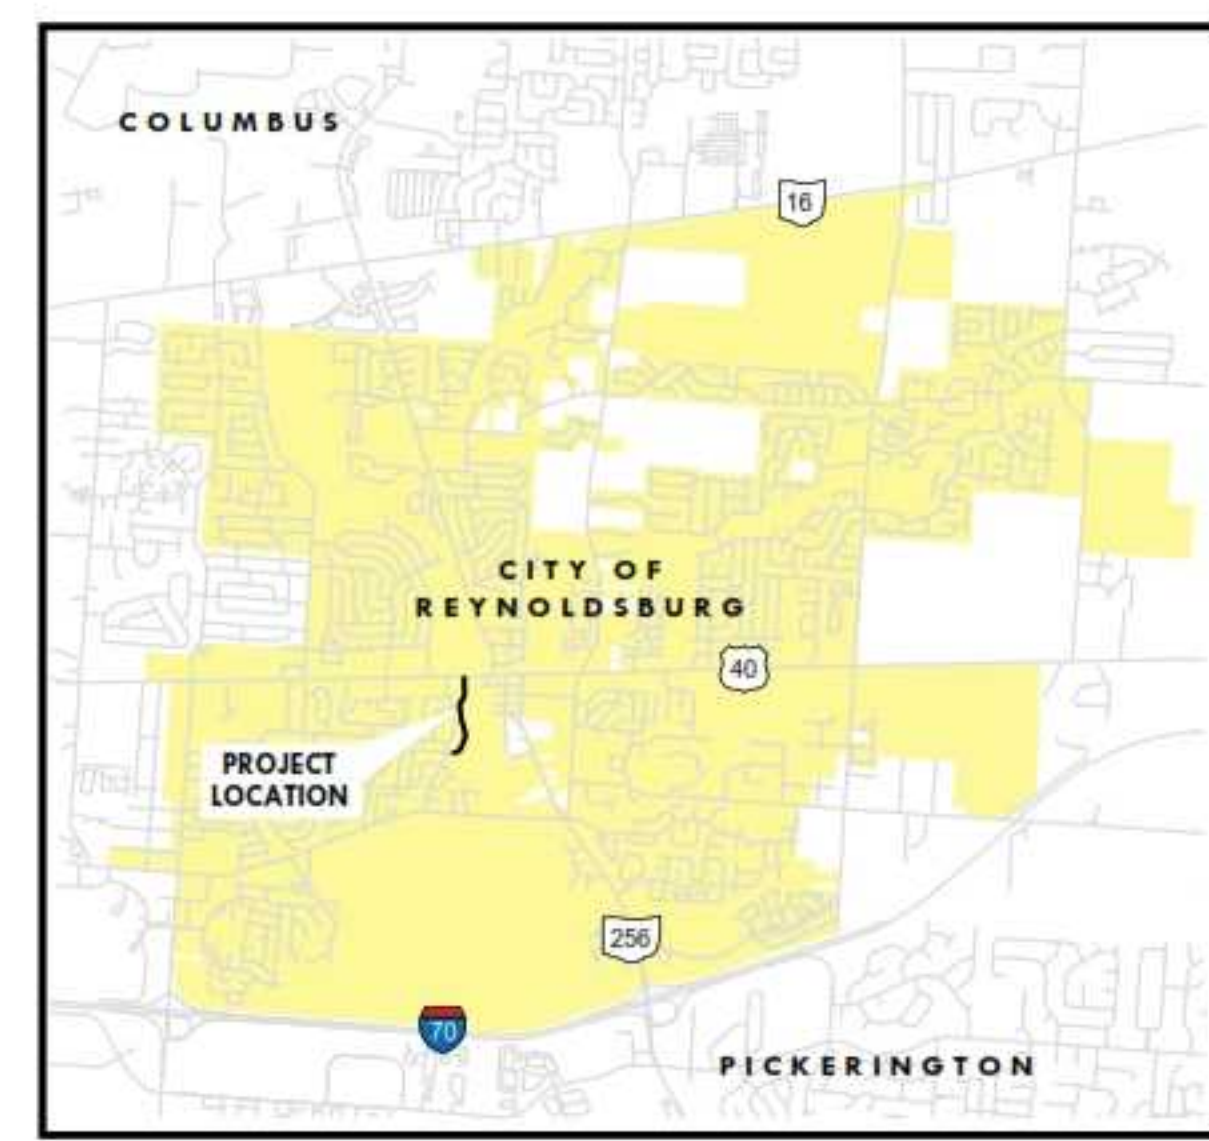 COLUMBUS
16
CITY OF
REYNOLDSBURG
40
PROJECT
LOCATION
256
70
PICKERINGTON